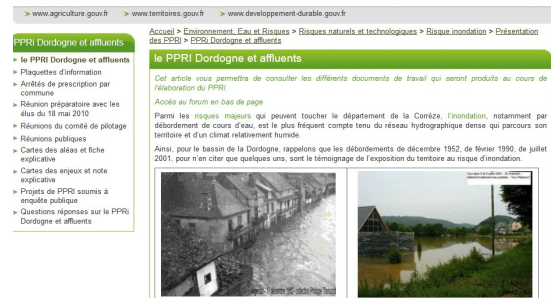 www.agriculture.gouv.fr www.territoires.gouv.fr www.developpement-durable.gouv.fr
PPRi Dordogne et affluents
le PPRI Dordogne et affluents
Plaquettes d'information
Arrêtés de prescription par
commune
Réunion préparatoire avec les
élus du 18 mai 2010
Réunions du comité de pilotage
Réunions publiques
Cartes des aléas et fiche
explicative
Cartes des enjeux et note
explicative
Projets de PPRI soumis à
enquête publique
Questions réponses sur le PPRi
Dordogne et affluents
Accueil > Environnement, Eau et Risques > Risques naturels et technologiques > Risque inondation > Présentation
des PPRI > PPRi Dordogne et affluents
le PPRI Dordogne et affluents
Cet article vous permettra de consulter les différents documents de travail qui seront produits au cours de
l'élaboration du PPRI.
Accès au forum en bas de page
Parmi les risques majeurs qui peuvent toucher le département de la Corrèze, l'inondation, notamment par
débordement de cours d'eau, est le plus fréquent compte tenu du réseau hydrographique dense qui parcours son
territoire et d'un climat relativement humide.
Ainsi, pour le bassin de la Dordogne, rappelons que les débordements de décembre 1952, de février 1990, de juillet
2001, pour n'en citer que quelques uns, sont le témoignage de l'exposition du territoire au risque d'inondation.